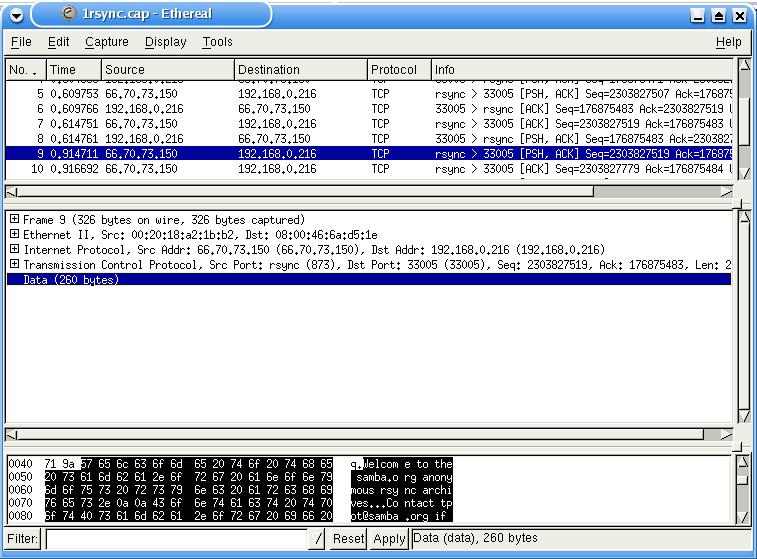 1rsync.cap - Ethereal
File Edit Capture Display Tools Help
No. . Time Source Destination Protocol Info
5 0.609753 66.70.73.150 192.168.0.216 TCP rsync > 33005 [PSH, ACK] Seq=2303827507 Ack=17687
6 0.609766 192.168.0.216 66.70.73.150 TCP 33005 > rsync [ACK] Seq=176875483 Ack=2303827519
7 0.614751 66.70.73.150 192.168.0.216 TCP rsync > 33005 [ACK] Seq=2303827519 Ack=176875483
8 0.614761 192.168.0.216 66.70.73.150 TCP 33005 > rsync [PSH, ACK] Seq=176875483 Ack=230382
9 0.914711 66.70.73.150 192.168.0.216 TCP rsync > 33005 [PSH, ACK] Seq=2303827519 Ack=17687
10 0.916692 66.70.73.150 192.168.0.216 TCP rsync > 33005 [ACK] Seq=2303827779 Ack=176875484
Frame 9 (326 bytes on wire, 326 bytes captured)
Ethernet II, Src: 00:20:18:a2:1b:b2, Dst: 08:00:46:6a:d5:1e
Internet Protocol, Src Addr: 66.70.73.150 (66.70.73.150), Dst Addr: 192.168.0.216 (192.168.0.216)
Transmission Control Protocol, Src Port: rsync (873), Dst Port: 33005 (33005), Seq: 2303827519, Ack: 176875483, Len: 2
Data (260 bytes)
0040 71 9a 57 65 6c 63 6f 6d 65 20 74 6f 20 74 68 65 q.Welcom e to the
0050 20 73 61 6d 62 61 2e 6f 72 67 20 61 6e 6f 6e 79 samba.o rg anony
0060 6d 6f 75 73 20 72 73 79 6e 63 20 61 72 63 68 69 mous rsy nc archi
0070 76 65 73 2e 0a 0a 43 6f 6e 74 61 63 74 20 74 70 ves...Co ntact tp
0080 6f 74 40 73 61 6d 62 61 2e 6f 72 67 20 69 66 20 ot@samba .org if
Filter: / Reset Apply Data (data), 260 bytes